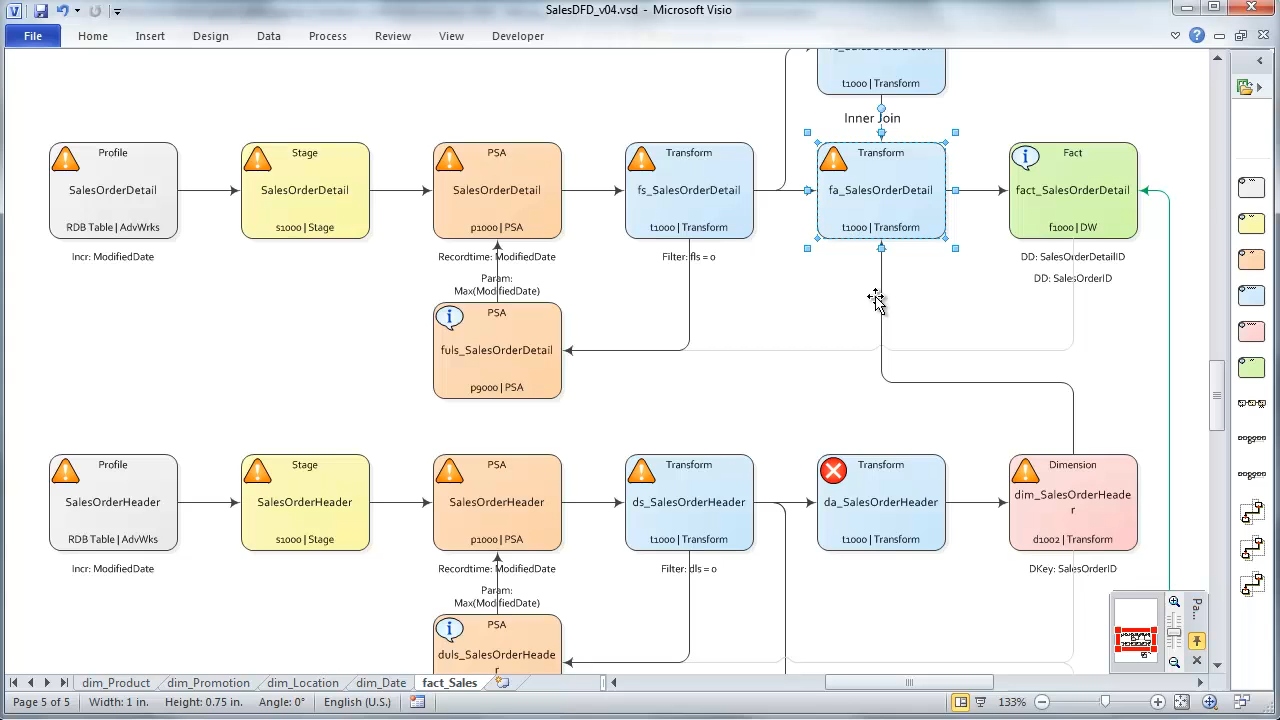 SalesDFD_v04.vsd - Microsoft Visio
File Home Insert Design Data Process Review View Developer
t1000 | Transform
Inner Join
Profile
SalesOrderDetail
RDB Table | AdvWrks
Incr: ModifiedDate
Stage
SalesOrderDetail
s1000 | Stage
PSA
SalesOrderDetail
p1000 | PSA
Recordtime: ModifiedDate
Param:
Max(ModifiedDate)
Transform
fs_SalesOrderDetail
t1000 | Transform
Filter: fls = 0
Transform
fa_SalesOrderDetail
t1000 | Transform
Fact
fact_SalesOrderDetail
f1000 | DW
DD: SalesOrderDetailID
DD: SalesOrderID
PSA
fuls_SalesOrderDetail
p9000 | PSA
Profile
SalesOrderHeader
RDB Table | AdvWks
Incr: ModifiedDate
Stage
SalesOrderHeader
s1000 | Stage
PSA
SalesOrderHeader
p1000 | PSA
Recordtime: ModifiedDate
Param:
Max(ModifiedDate)
Transform
ds_SalesOrderHeader
t1000 | Transform
Filter: dls = 0
Transform
da_SalesOrderHeader
t1000 | Transform
Dimension
dim_SalesOrderHeade
r
d1002 | Transform
DKey: SalesOrderID
PSA
duls_SalesOrderHeade
r
Pa...
dim_Product dim_Promotion dim_Location dim_Date fact_Sales
Page 5 of 5 Width: 1 in. Height: 0.75 in. Angle: 0° English (U.S.) 133%